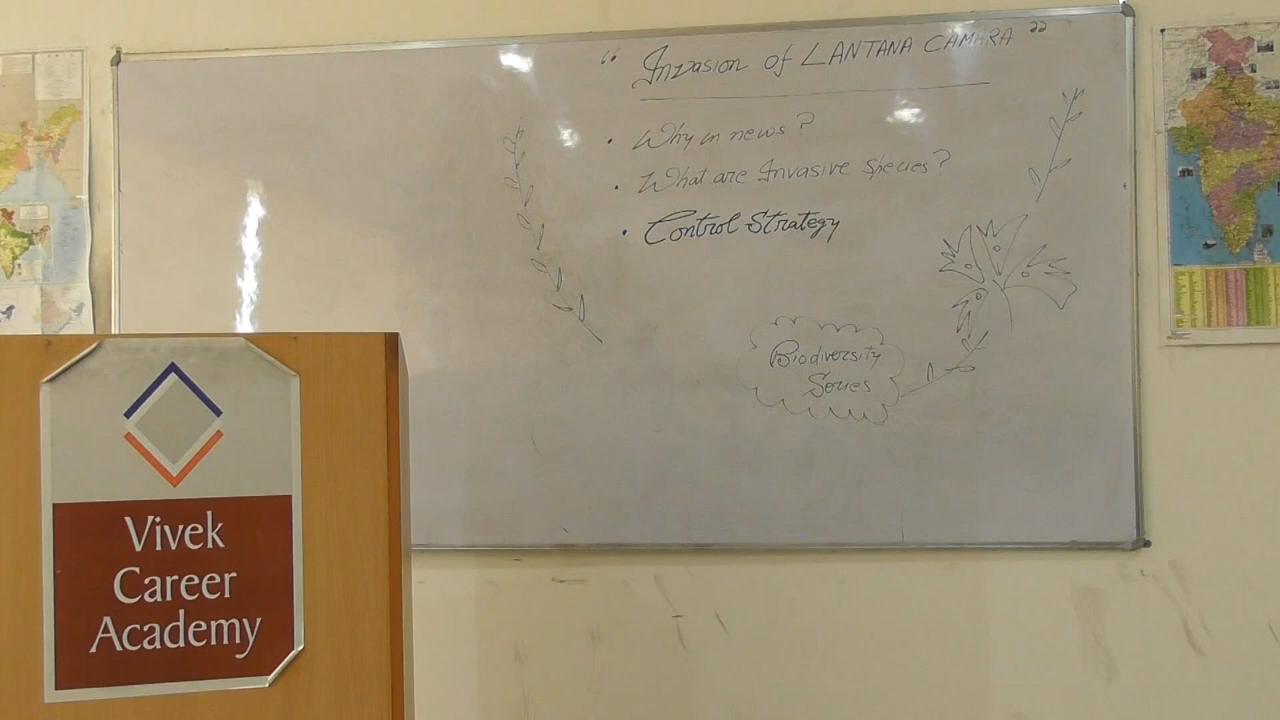 "Invasion of LANTANA CAMARA"
• Why in news?
• What are Invasive Species?
• Control Strategy
Biodiversity
Series
Vivek
Career
Academy